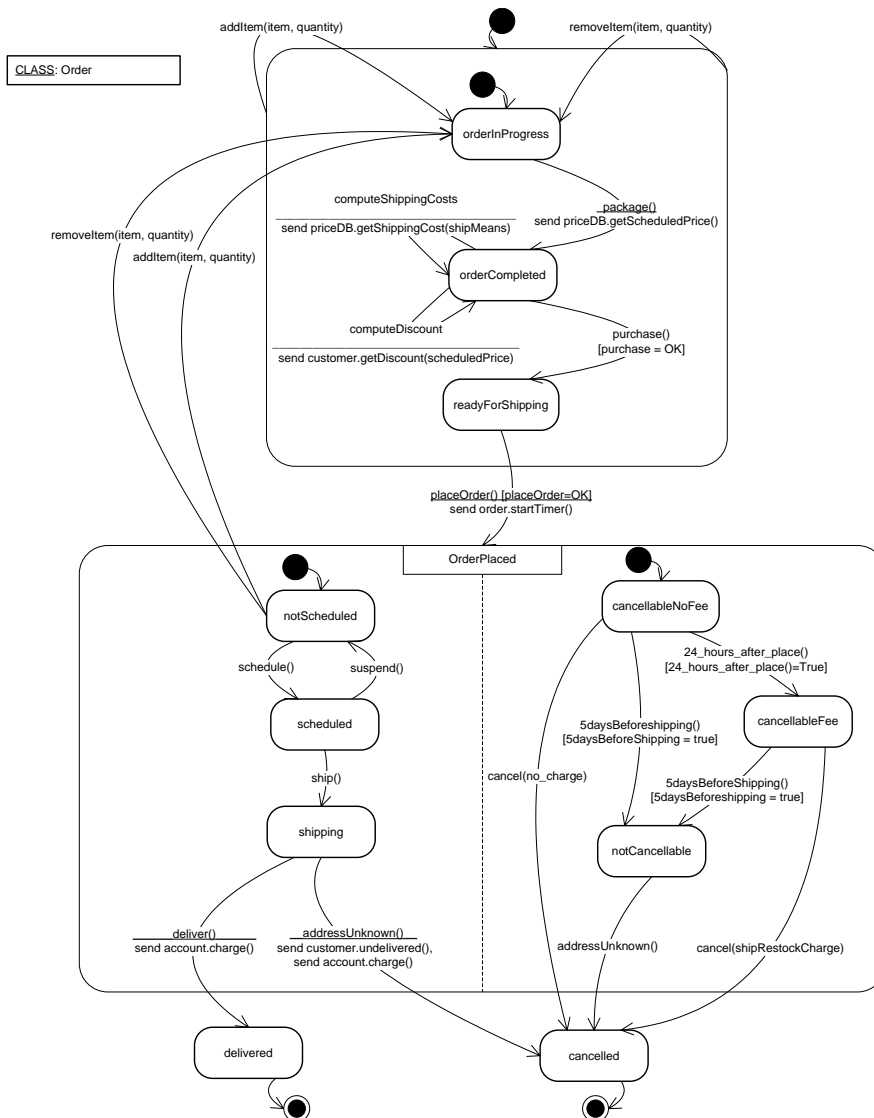 addItem(item, quantity)
removeItem(item, quantity)
CLASS: Order
orderInProgress
computeShippingCosts
send priceDB.getShippingCost(shipMeans)
package()
send priceDB.getScheduledPrice()
removeItem(item, quantity)
addItem(item, quantity)
orderCompleted
computeDiscount
send customer.getDiscount(scheduledPrice)
purchase()
[purchase = OK]
readyForShipping
placeOrder() [placeOrder=OK]
send order.startTimer()
OrderPlaced
notScheduled
cancellableNoFee
schedule()
suspend()
24_hours_after_place()
[24_hours_after_place()=True]
scheduled
cancellableFee
5daysBeforeshipping()
[5daysBeforeShipping = true]
ship()
cancel(no_charge)
5daysBeforeShipping()
[5daysBeforeshipping = true]
shipping
notCancellable
deliver()
send account.charge()
addressUnknown()
send customer.undelivered(),
send account.charge()
addressUnknown()
cancel(shipRestockCharge)
delivered
cancelled